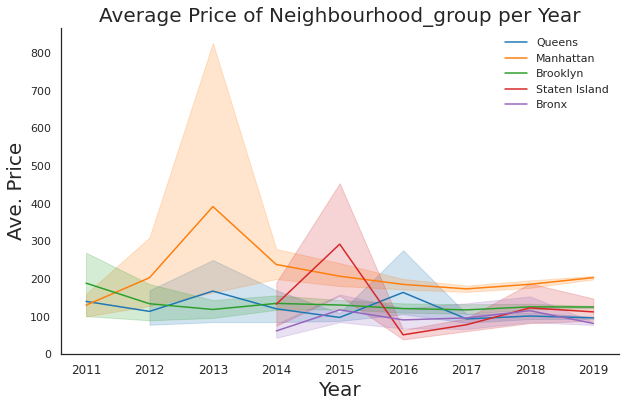 Average Price of Neighbourhood_group per Year
Queens
Manhattan
Brooklyn
Staten Island
Bronx
Ave. Price
800
700
600
500
400
300
200
100
0
2011 2012 2013 2014 2015 2016 2017 2018 2019
Year